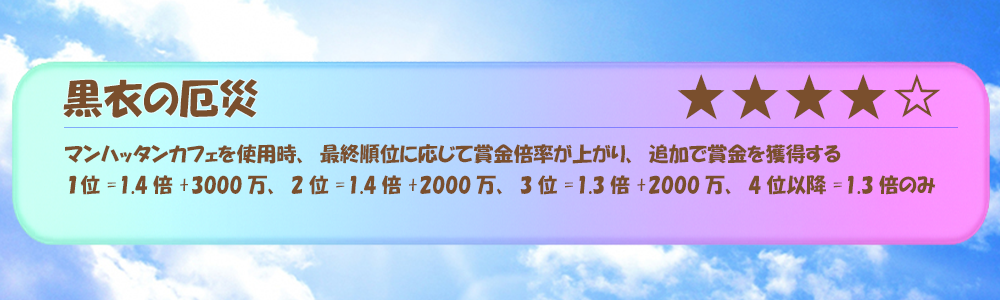 黒衣の厄災 ★★★★☆
マンハッタンカフェを使用時、最終順位に応じて賞金倍率が上がり、追加で賞金を獲得する
1位=1.4倍+3000万、2位=1.4倍+2000万、3位=1.3倍+2000万、4位以降=1.3倍のみ